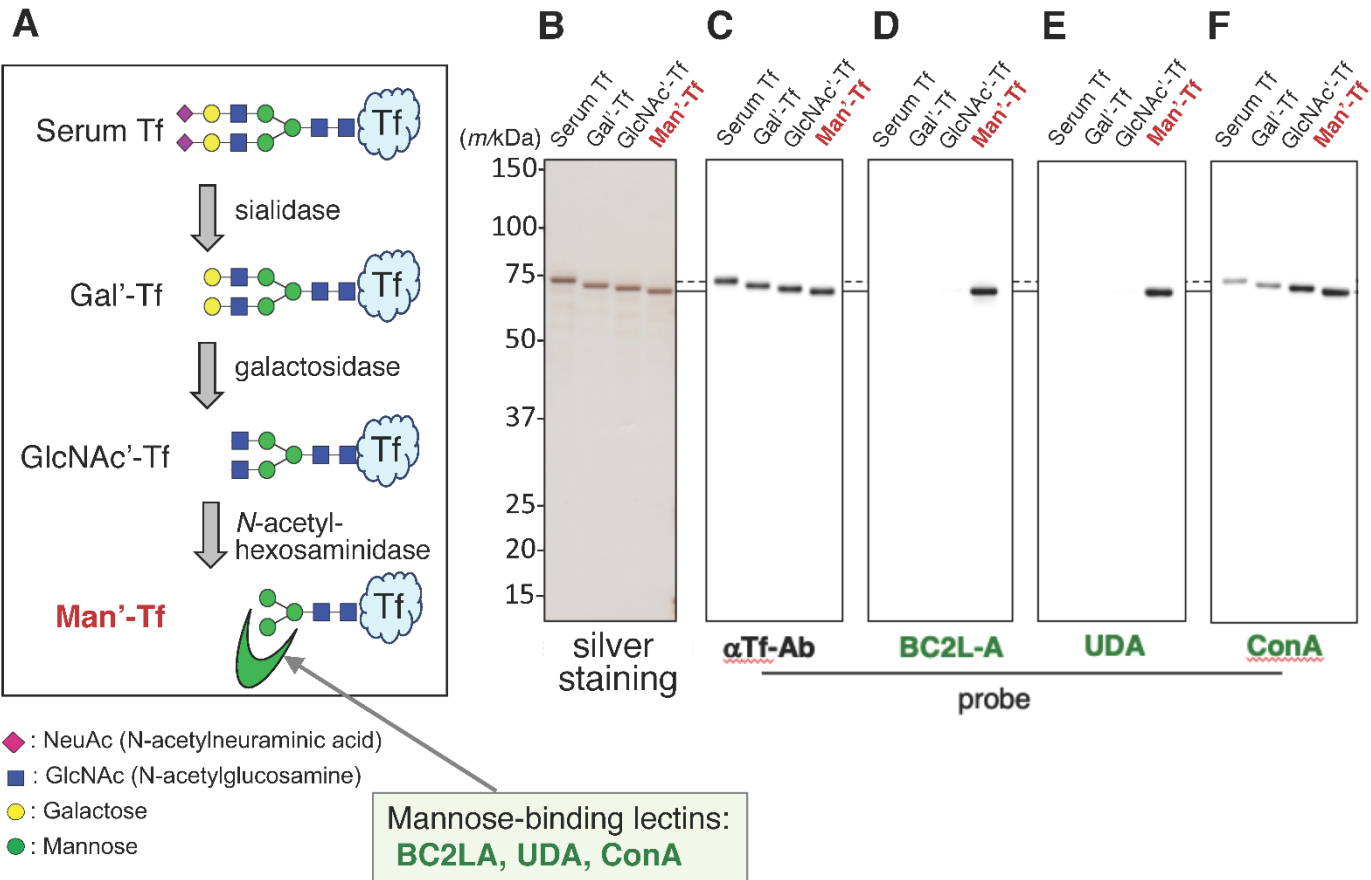 A
Serum Tf
Tf
sialidase
Gal’-Tf
Tf
galactosidase
GlcNAc’-Tf
Tf
N-acetyl-
hexosaminidase
Man’-Tf
Tf
: NeuAc (N-acetylneuraminic acid)
: GlcNAc (N-acetylglucosamine)
: Galactose
: Mannose
Mannose-binding lectins:
BC2LA, UDA, ConA
B
(m/kDa)
Serum Tf
Gal’-Tf
GlcNAc’-Tf
Man’-Tf
150
100
75
50
37
25
20
15
silver
staining
C
Serum Tf
Gal’-Tf
GlcNAc’-Tf
Man’-Tf
αTf-Ab
D
Serum Tf
Gal’-Tf
GlcNAc’-Tf
Man’-Tf
BC2L-A
E
Serum Tf
Gal’-Tf
GlcNAc’-Tf
Man’-Tf
UDA
F
Serum Tf
Gal’-Tf
GlcNAc’-Tf
Man’-Tf
ConA
probe